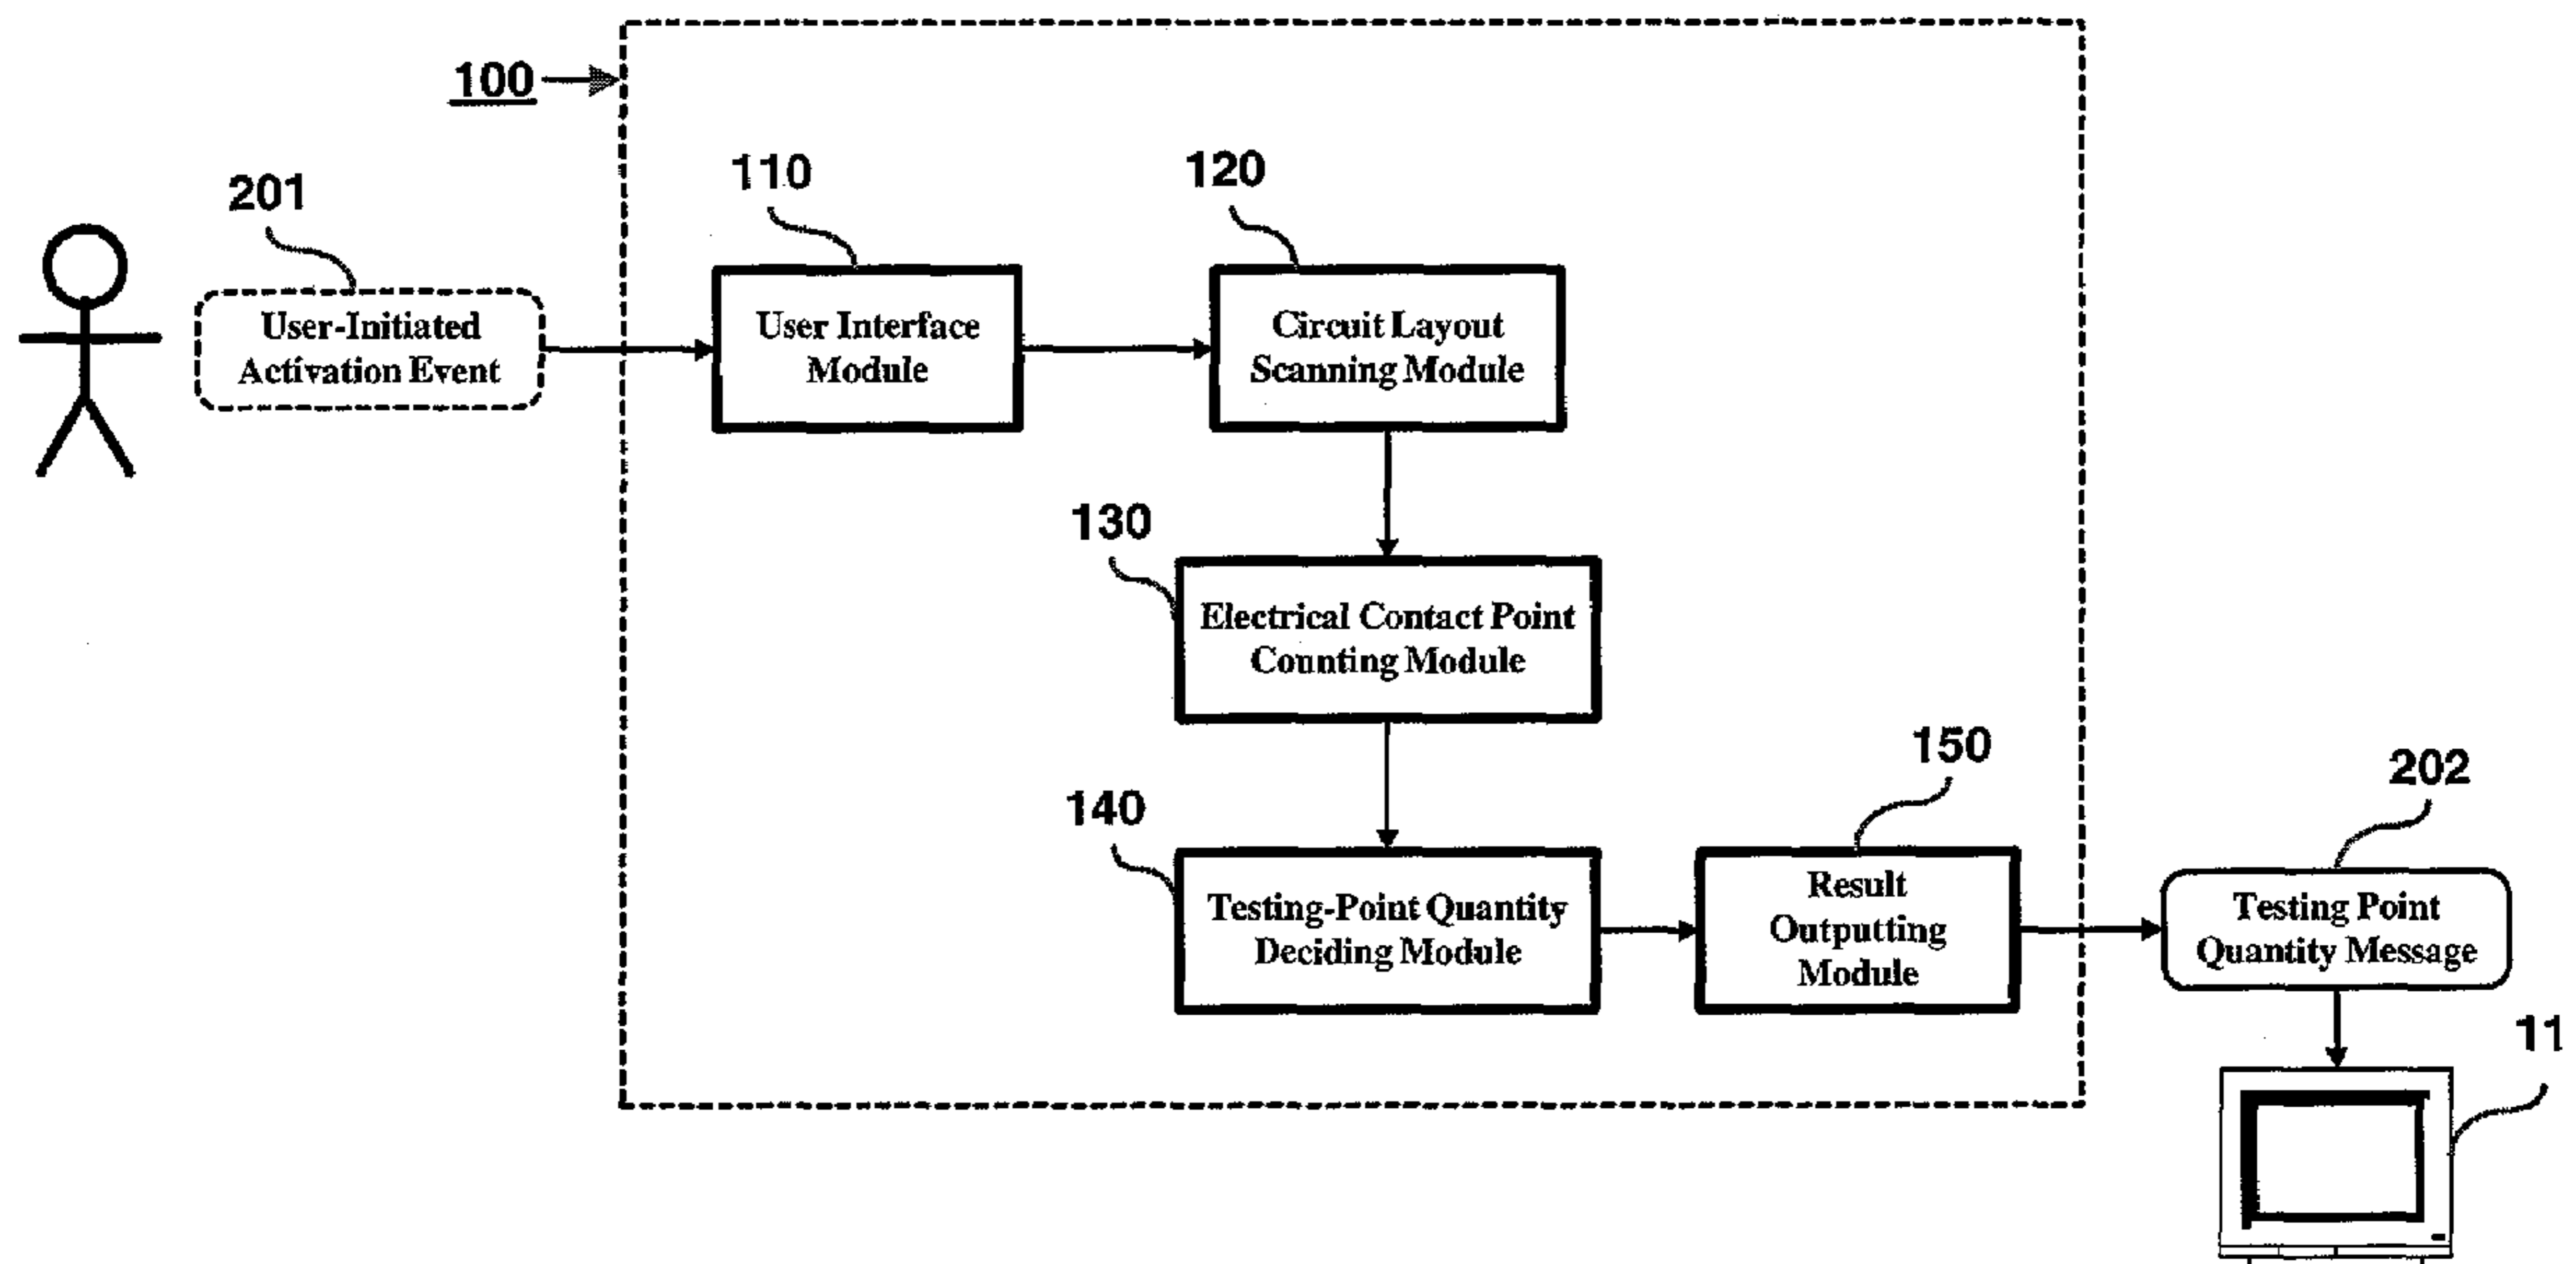 100
201
110
120
User-Initiated
Activation Event
User Interface
Module
Circuit Layout
Scanning Module
130
Electrical Contact Point
Counting Module
140
150
202
Testing-Point Quantity
Deciding Module
Result
Outputting
Module
Testing Point
Quantity Message
11